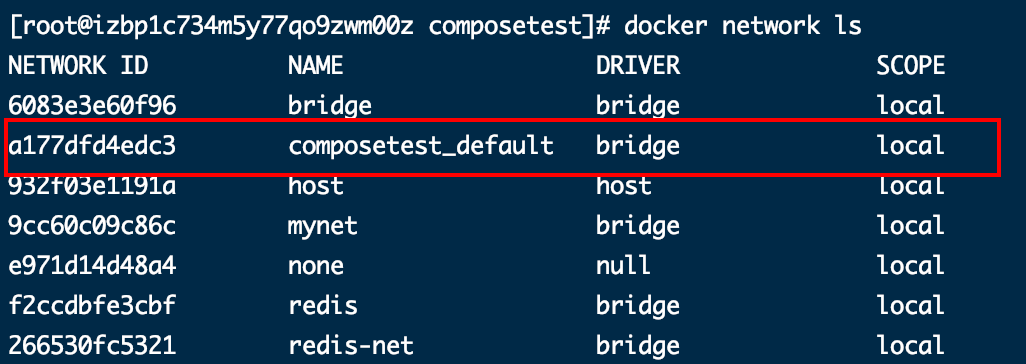 [root@izbp1c734m5y77qo9zwm00z composetest]# docker network ls
NETWORK ID NAME DRIVER SCOPE
6083e3e60f96 bridge bridge local
a177dfd4edc3 composetest_default bridge local
932f03e1191a host host local
9cc60c09c86c mynet bridge local
e971d14d48a4 none null local
f2ccdbfe3cbf redis bridge local
266530fc5321 redis-net bridge local